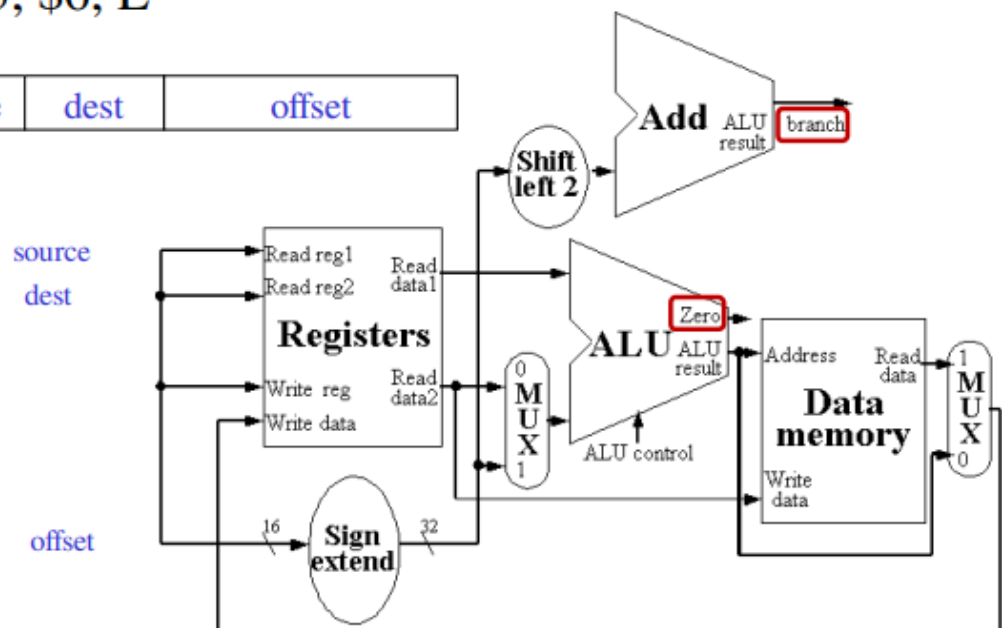 $6, L
dest offset
Add ALU
result
branch
Shift
left 2
source
dest
Read reg1
Read reg2
Read
data1
Registers
Write reg
Write data
Read
data2
0
M
U
X
1
Zero
ALU ALU
result
ALU control
Address
Read
data
Data
memory
Write
data
1
M
U
X
0
offset
16
Sign
extend
32